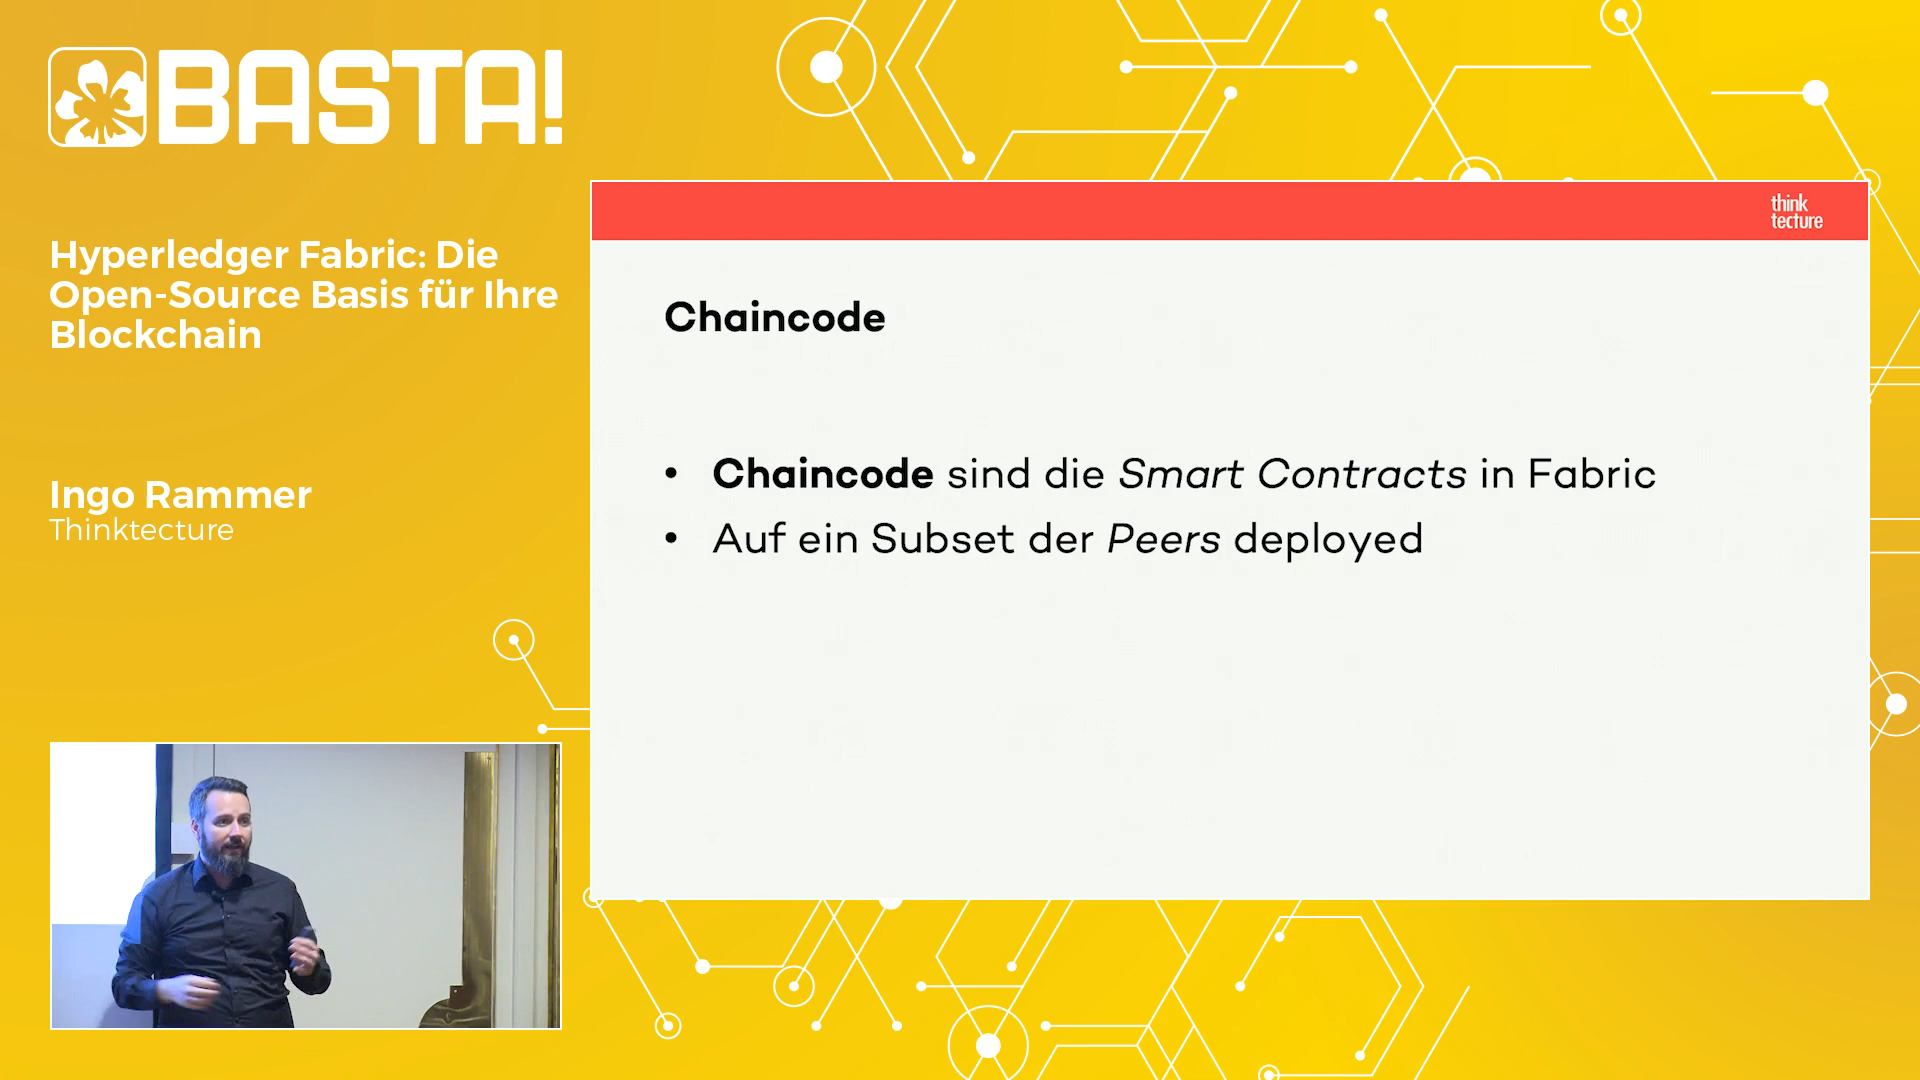 BASTA!
Hyperledger Fabric: Die
Open-Source Basis für Ihre
Blockchain
Ingo Rammer
Thinktecture
think
tecture
Chaincode
• Chaincode sind die Smart Contracts in Fabric
• Auf ein Subset der Peers deployed